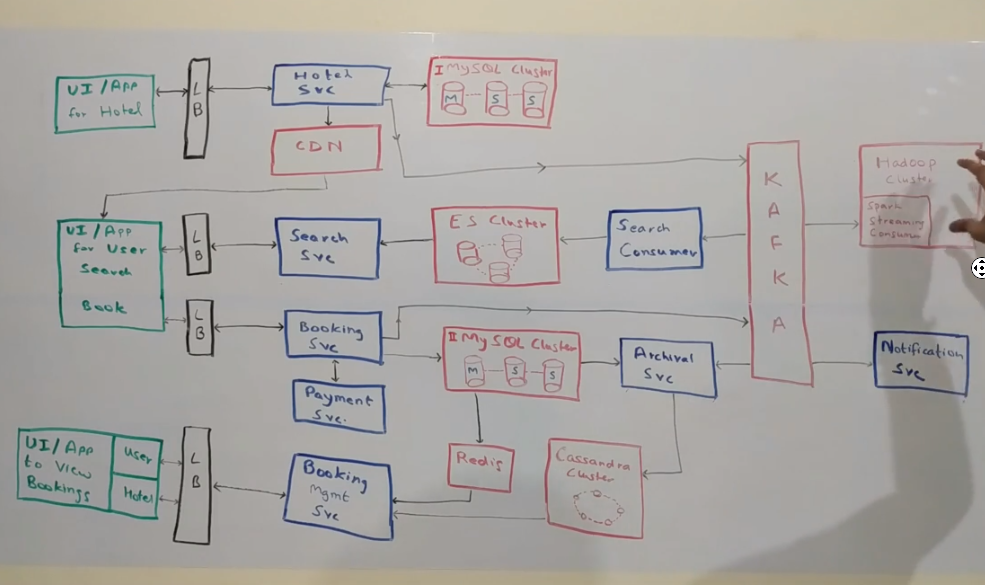 UI/App
for Hotel
L
B
Hotel
Svc
I MySQL Cluster
M
S
S
CDN
K
A
F
K
A
Hadoop
Cluster
Spark
Streaming
Consumer
UI/App
for User
Search
Book
L
B
Search
Svc
ES Cluster
Search
Consumer
L
B
Booking
Svc
II MySQL Cluster
M
S
S
Archival
Svc
Notification
Svc
Payment
Svc.
UI/App
to View
Bookings
User
Hotel
L
B
Booking
Mgmt
Svc
Redis
Cassandra
Cluster